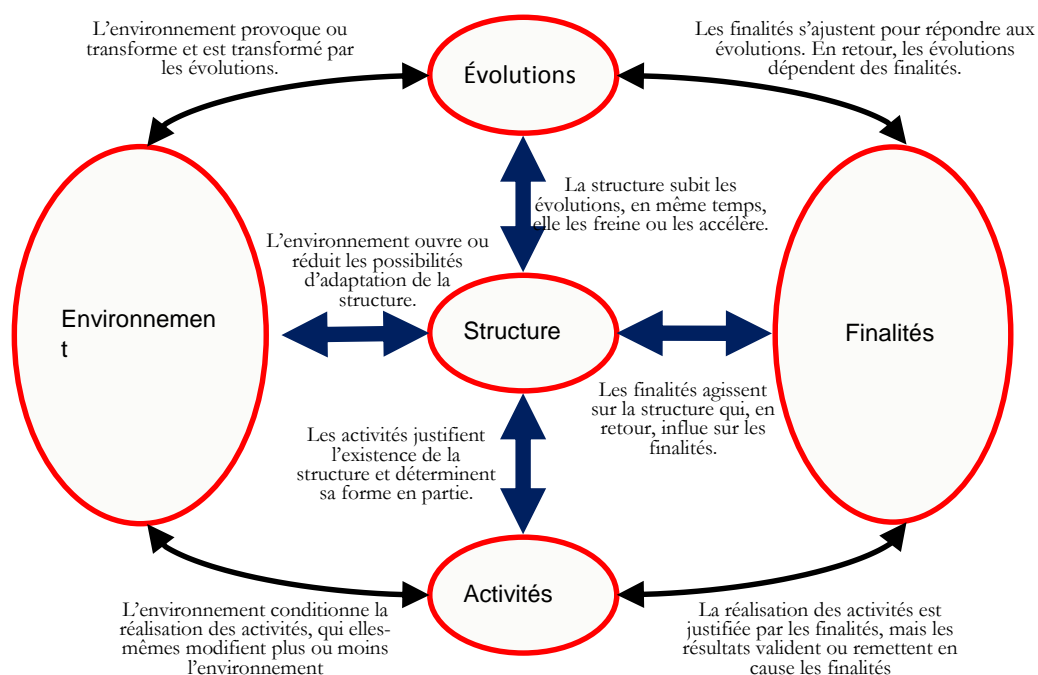 L’environnement provoque ou
transforme et est transformé par
les évolutions.
Évolutions
Les finalités s’ajustent pour répondre aux
évolutions. En retour, les évolutions
dépendent des finalités.
La structure subit les
évolutions, en même temps,
elle les freine ou les accélère.
L’environnement ouvre ou
réduit les possibilités
d’adaptation de la
structure.
Environnemen
t
Structure
Finalités
Les finalités agissent
sur la structure qui, en
retour, influe sur les
finalités.
Les activités justifient
l’existence de la
structure et déterminent
sa forme en partie.
Activités
L’environnement conditionne la
réalisation des activités, qui elles-
mêmes modifient plus ou moins
l’environnement
La réalisation des activités est
justifiée par les finalités, mais les
résultats valident ou remettent en
cause les finalités